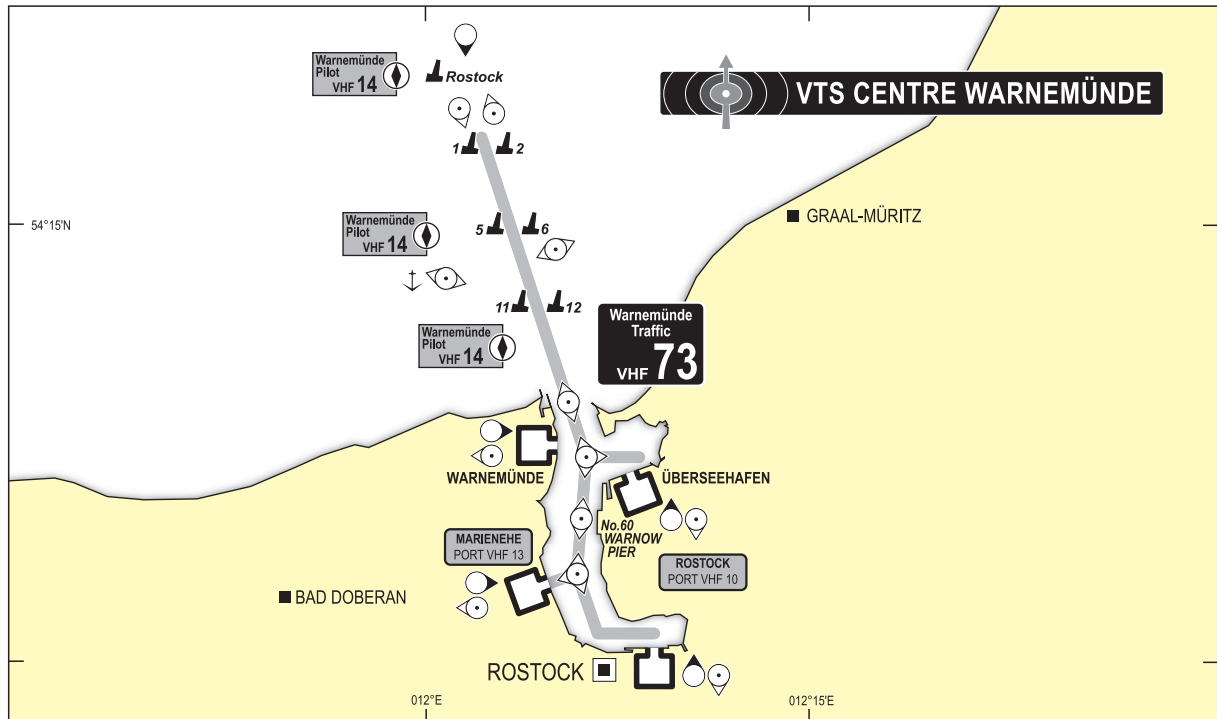 Warnemünde
Pilot
VHF 14
Rostock
VTS CENTRE WARNEMÜNDE
1
2
54°15'N
Warnemünde
Pilot
VHF 14
5
6
GRAAL-MÜRITZ
11
12
Warnemünde
Pilot
VHF 14
Warnemünde
Traffic
VHF 73
WARNEMÜNDE
ÜBERSEEHAFEN
No.60
WARNOW
PIER
MARIENEHE
PORT VHF 13
ROSTOCK
PORT VHF 10
BAD DOBERAN
ROSTOCK
012°E
012°15'E